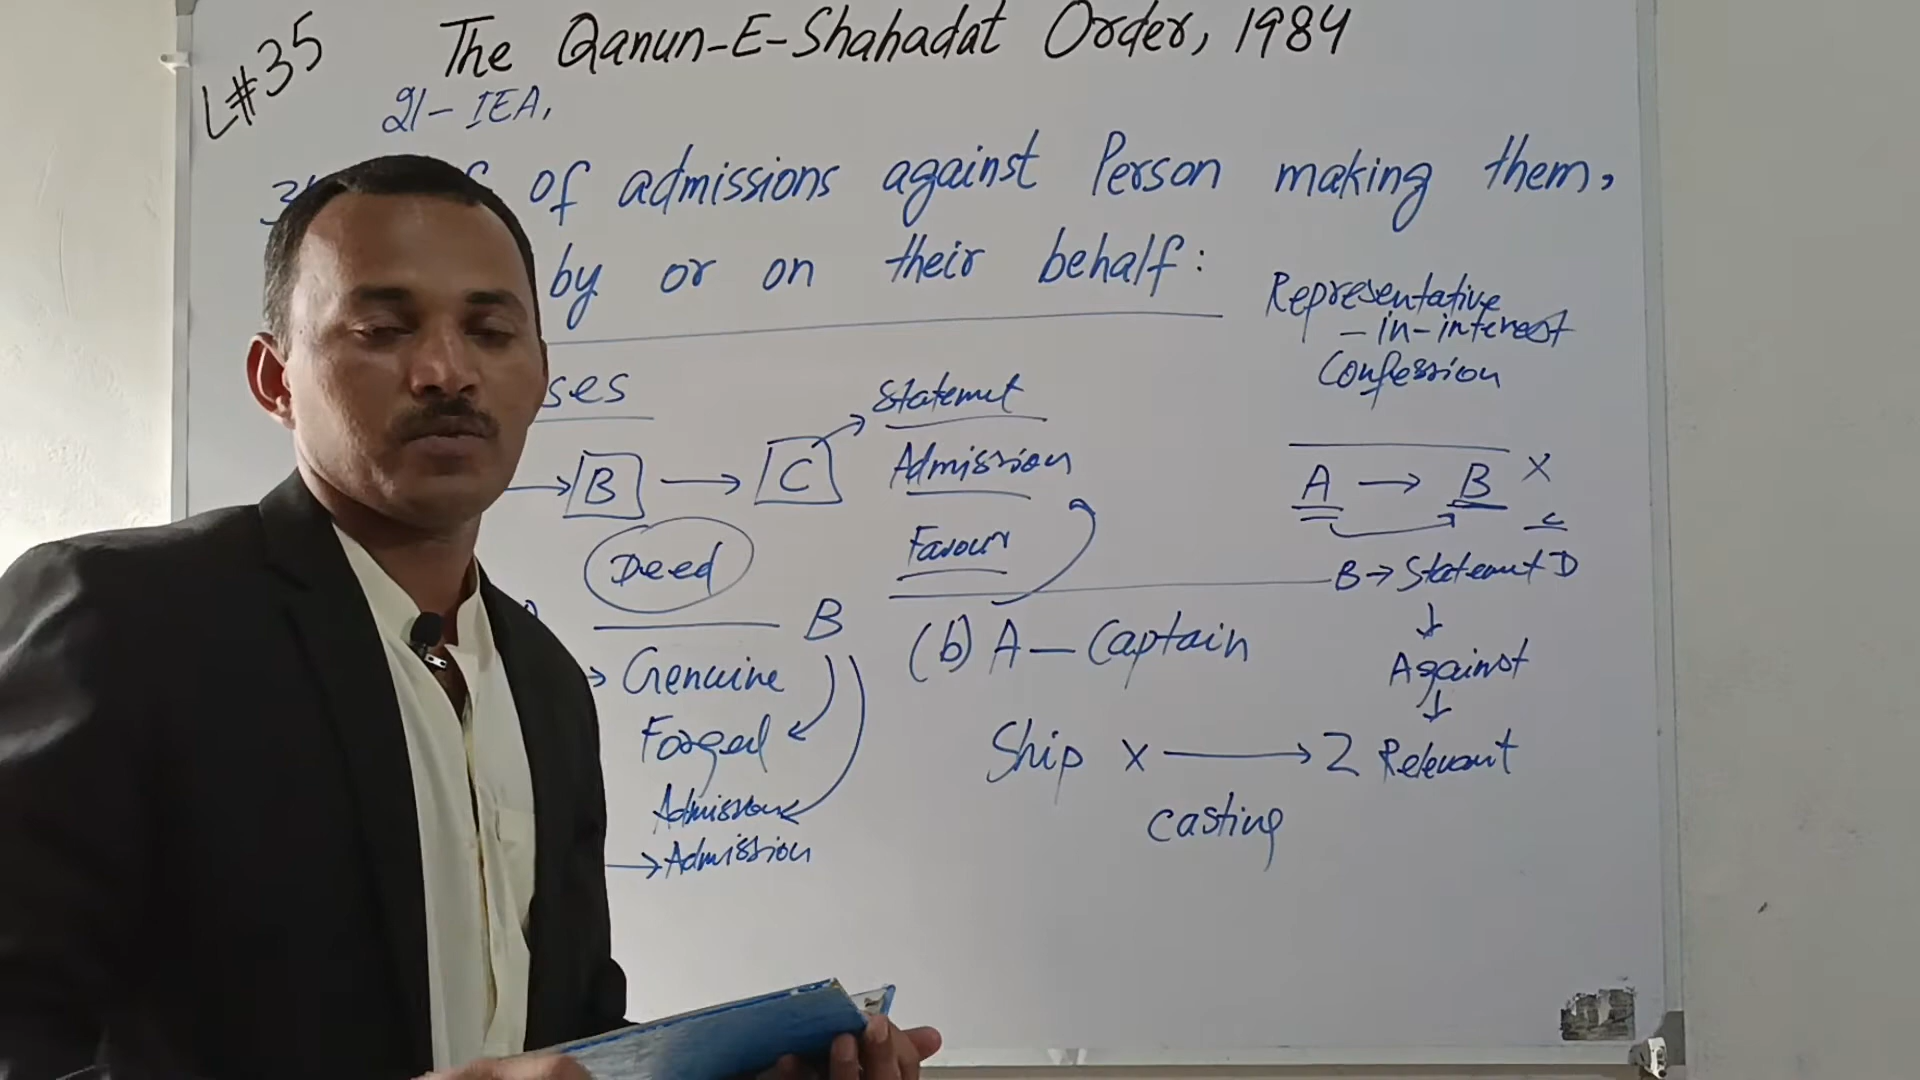 L#35
The Qanun-E-Shahadat Order, 1984
21- IEA,
of admissions against Person making them,
by or on their behalf:
Representative
-in-interest
Confession
ses
Statemet
B → C
Admission
A → B X
Deed
Favour
B → Statemet D
B
(b) A - Captain
Against
Genuine
Forged
Ship X → Z
Relevant
Admission
casting
→ Admission